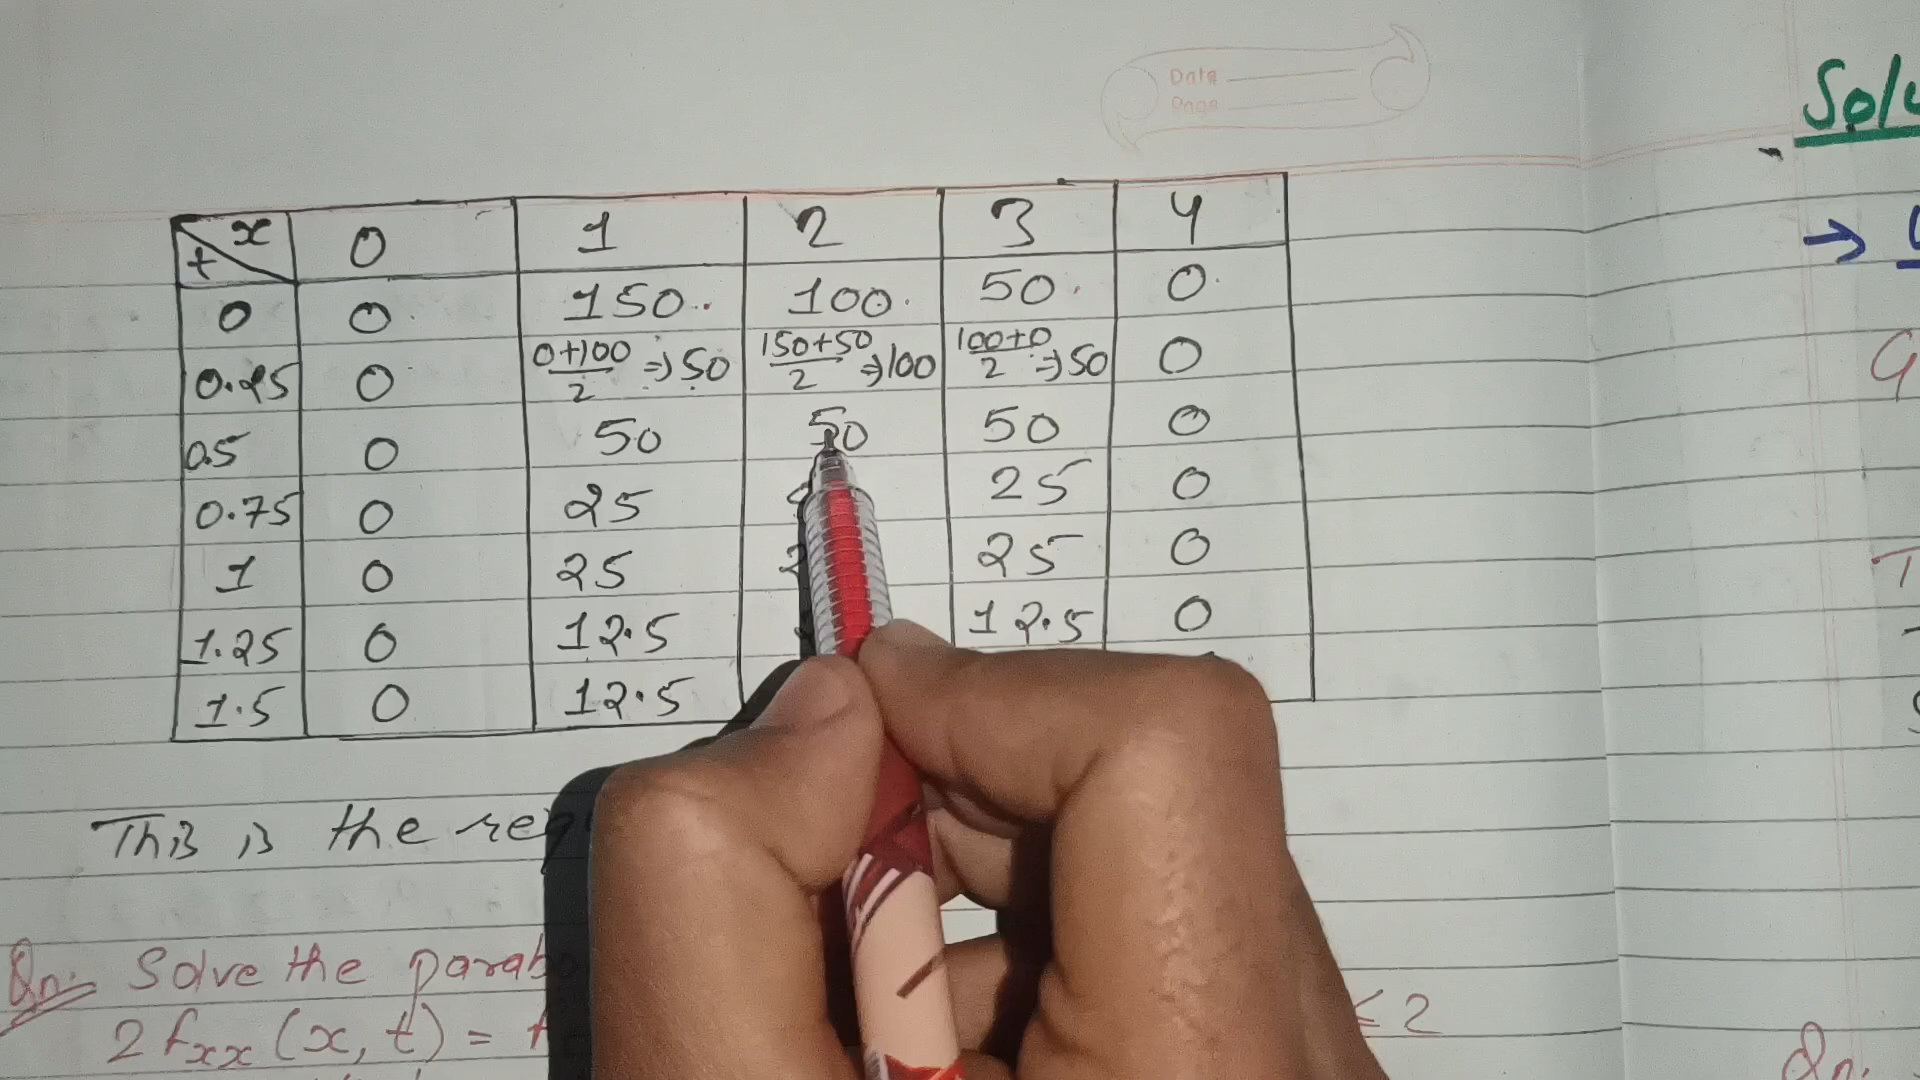 Date
Page
Solu
x 0 1 2 3 4
t
0 0 150 100 50 0
0.25 0 0+100/2 ⇒ 50 150+50/2 ⇒ 100 100+0/2 ⇒ 50 0
0.5 0 50 50 50 0
0.75 0 25 25 0
1 0 25 25 0
1.25 0 12.5 12.5 0
1.5 0 12.5
This is the
Qn:- Solve the
2 fxx (x, t) = ≤ 2
Qn.